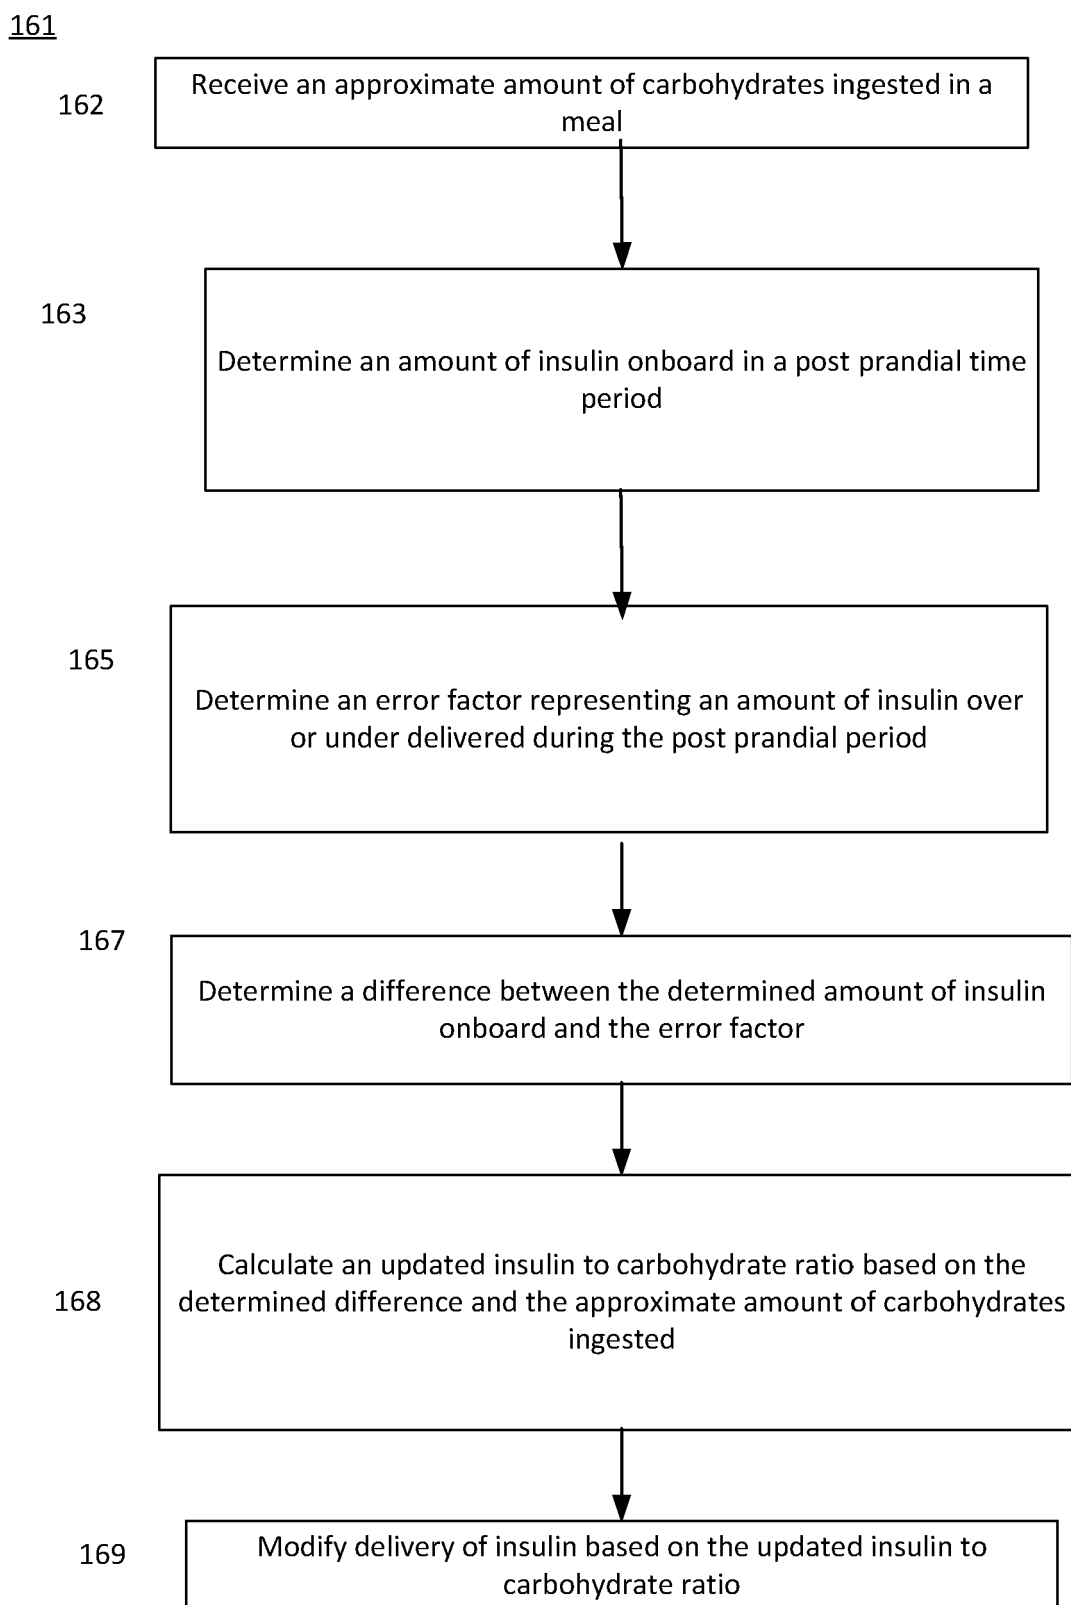 161
162
Receive an approximate amount of carbohydrates ingested in a
meal
163
Determine an amount of insulin onboard in a post prandial time
period
165
Determine an error factor representing an amount of insulin over
or under delivered during the post prandial period
167
Determine a difference between the determined amount of insulin
onboard and the error factor
168
Calculate an updated insulin to carbohydrate ratio based on the
determined difference and the approximate amount of carbohydrates
ingested
169
Modify delivery of insulin based on the updated insulin to
carbohydrate ratio